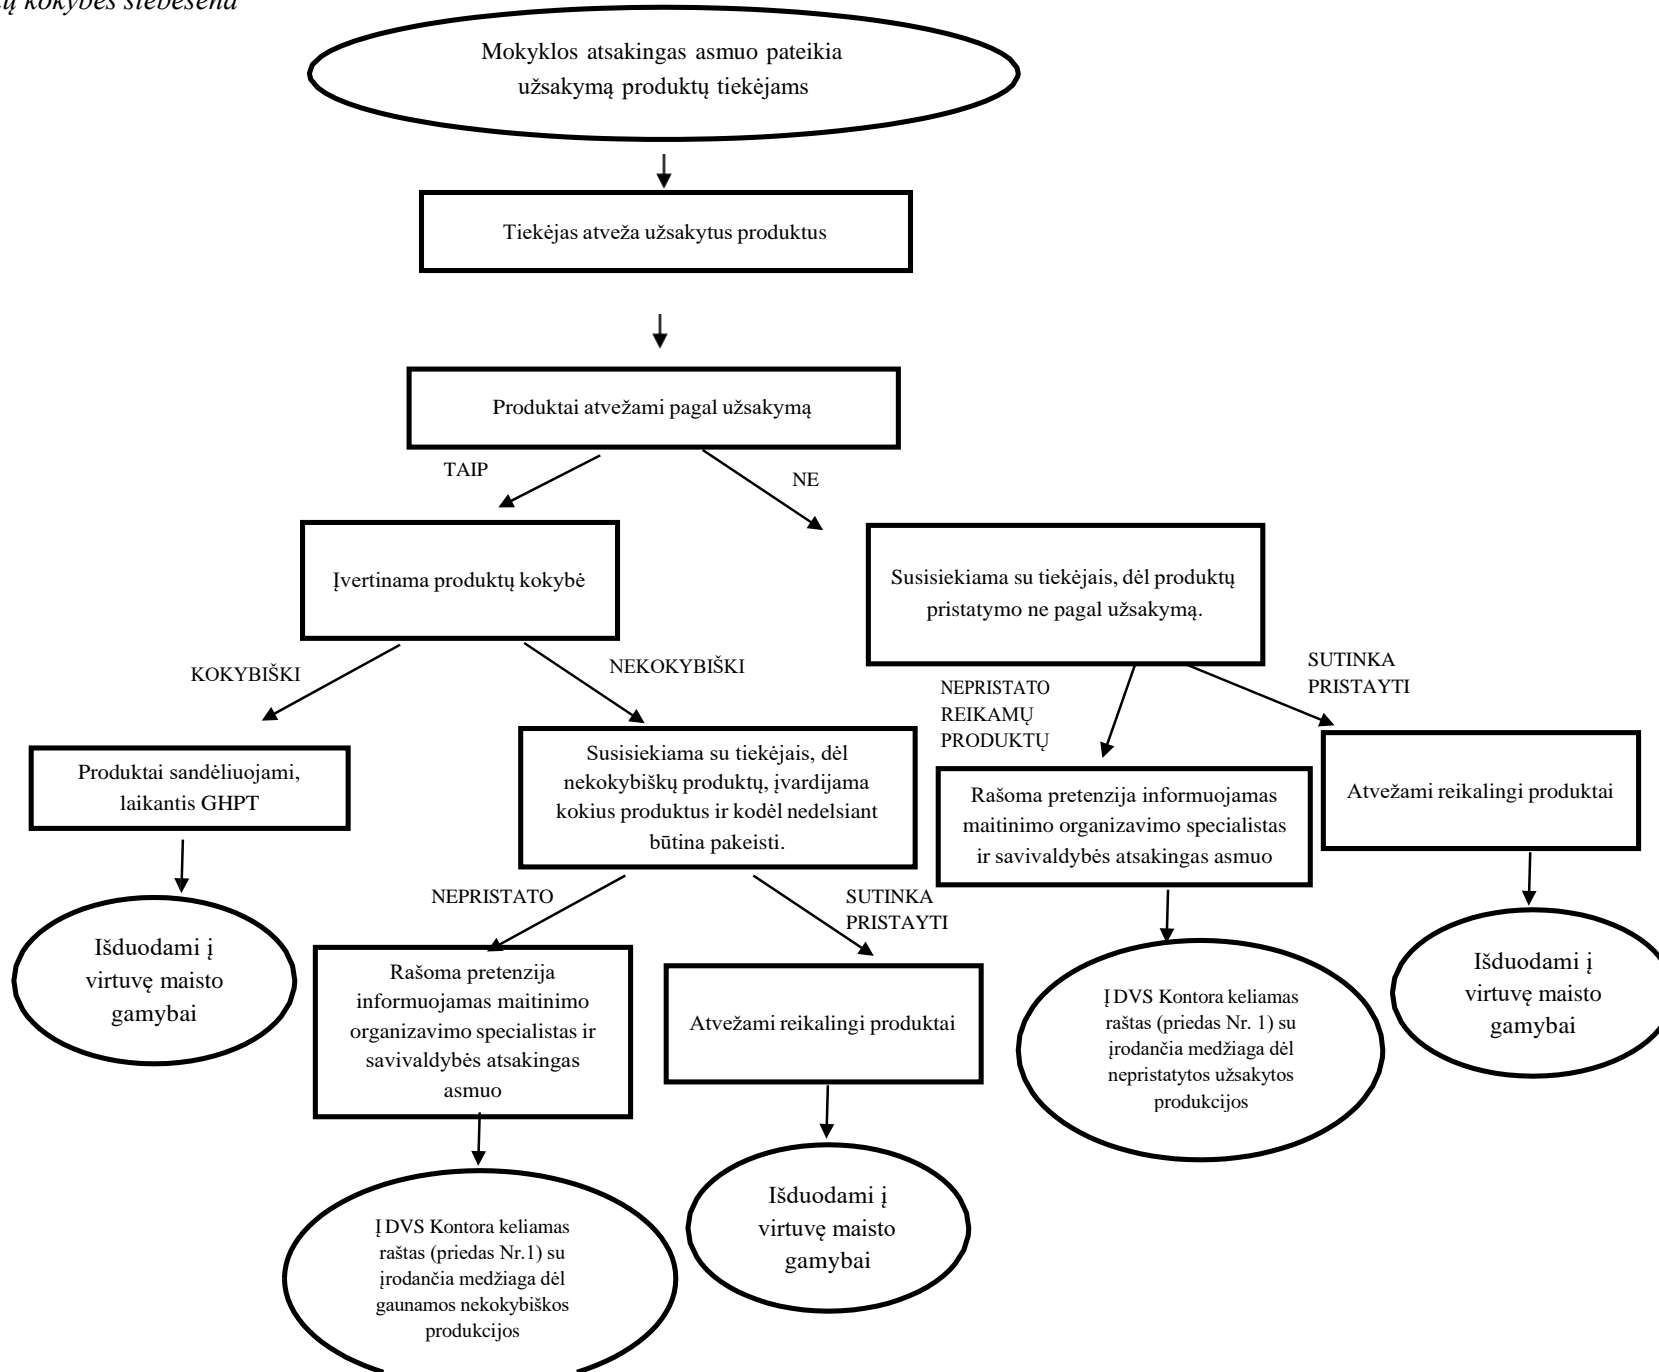 kokybės stebėsena
Mokyklos atsakingas asmuo pateikia
užsakymą produktų tiekėjams
Tiekėjas atveža užsakytus produktus
Produktai atvežami pagal užsakymą
TAIP
NE
Įvertinama produktų kokybė
Susisiekiama su tiekėjais, dėl produktų
pristatymo ne pagal užsakymą.
KOKYBIŠKI
NEKOKYBIŠKI
NEPRISTATO
REIKAMŲ
PRODUKTŲ
SUTINKA
PRISTAYTI
Produktai sandėliuojami,
laikantis GHPT
Susisiekiama su tiekėjais, dėl
nekokybiškų produktų, įvardijama
kokius produktus ir kodėl nedelsiant
būtina pakeisti.
Rašoma pretenzija informuojamas
maitinimo organizavimo specialistas
ir savivaldybės atsakingas asmuo
Atvežami reikalingi produktai
NEPRISTATO
SUTINKA
PRISTAYTI
Išduodami į
virtuvę maisto
gamybai
Rašoma pretenzija
informuojamas maitinimo
organizavimo specialistas ir
savivaldybės atsakingas
asmuo
Atvežami reikalingi produktai
Į DVS Kontora keliamas
raštas (priedas Nr. 1) su
įrodančia medžiaga dėl
nepristatytos užsakytos
produkcijos
Išduodami į
virtuvę maisto
gamybai
Į DVS Kontora keliamas
raštas (priedas Nr.1) su
įrodančia medžiaga dėl
gaunamos nekokybiškos
produkcijos
Išduodami į
virtuvę maisto
gamybai